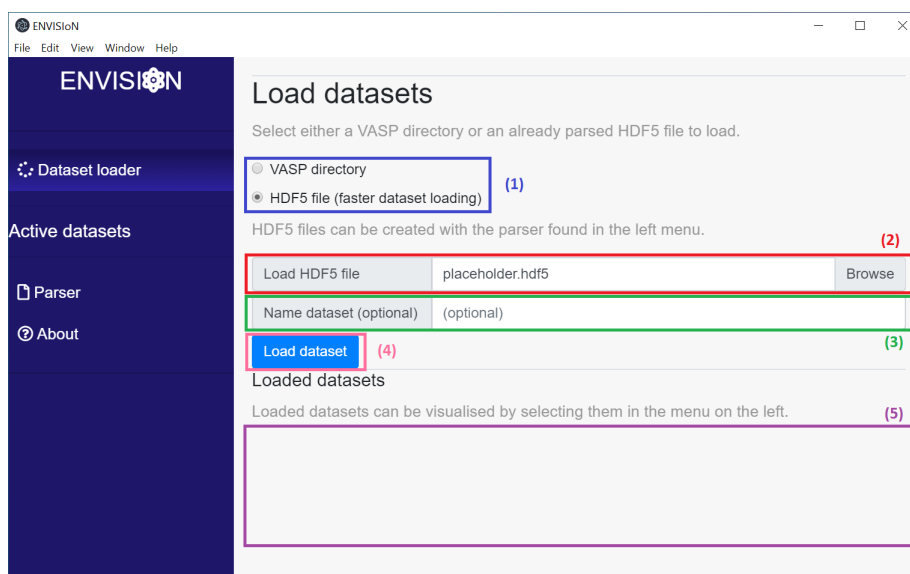 ENVISIoN
File Edit View Window Help
ENVISION
Dataset loader
Active datasets
Parser
About
Load datasets
Select either a VASP directory or an already parsed HDF5 file to load.
VASP directory
HDF5 file (faster dataset loading)
(1)
HDF5 files can be created with the parser found in the left menu.
(2)
Load HDF5 file placeholder.hdf5 Browse
Name dataset (optional) (optional)
(3)
Load dataset (4)
Loaded datasets
Loaded datasets can be visualised by selecting them in the menu on the left.
(5)